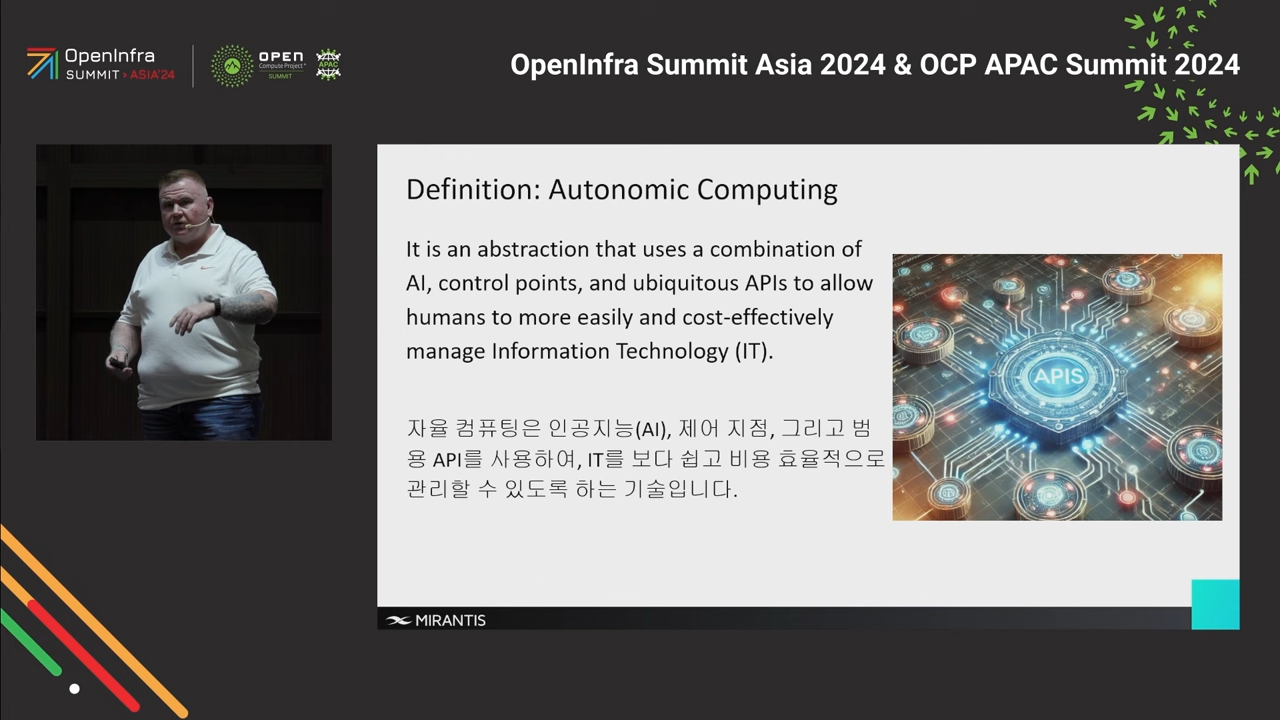 OpenInfra
SUMMIT › ASIA'24
OPEN
Compute Project®
SUMMIT
APAC
OpenInfra Summit Asia 2024 & OCP APAC Summit 2024
Definition: Autonomic Computing
It is an abstraction that uses a combination of
AI, control points, and ubiquitous APIs to allow
humans to more easily and cost-effectively
manage Information Technology (IT).
APIS
자율 컴퓨팅은 인공지능(AI), 제어 지점, 그리고 범
용 API를 사용하여, IT를 보다 쉽고 비용 효율적으로
관리할 수 있도록 하는 기술입니다.
MIRANTIS